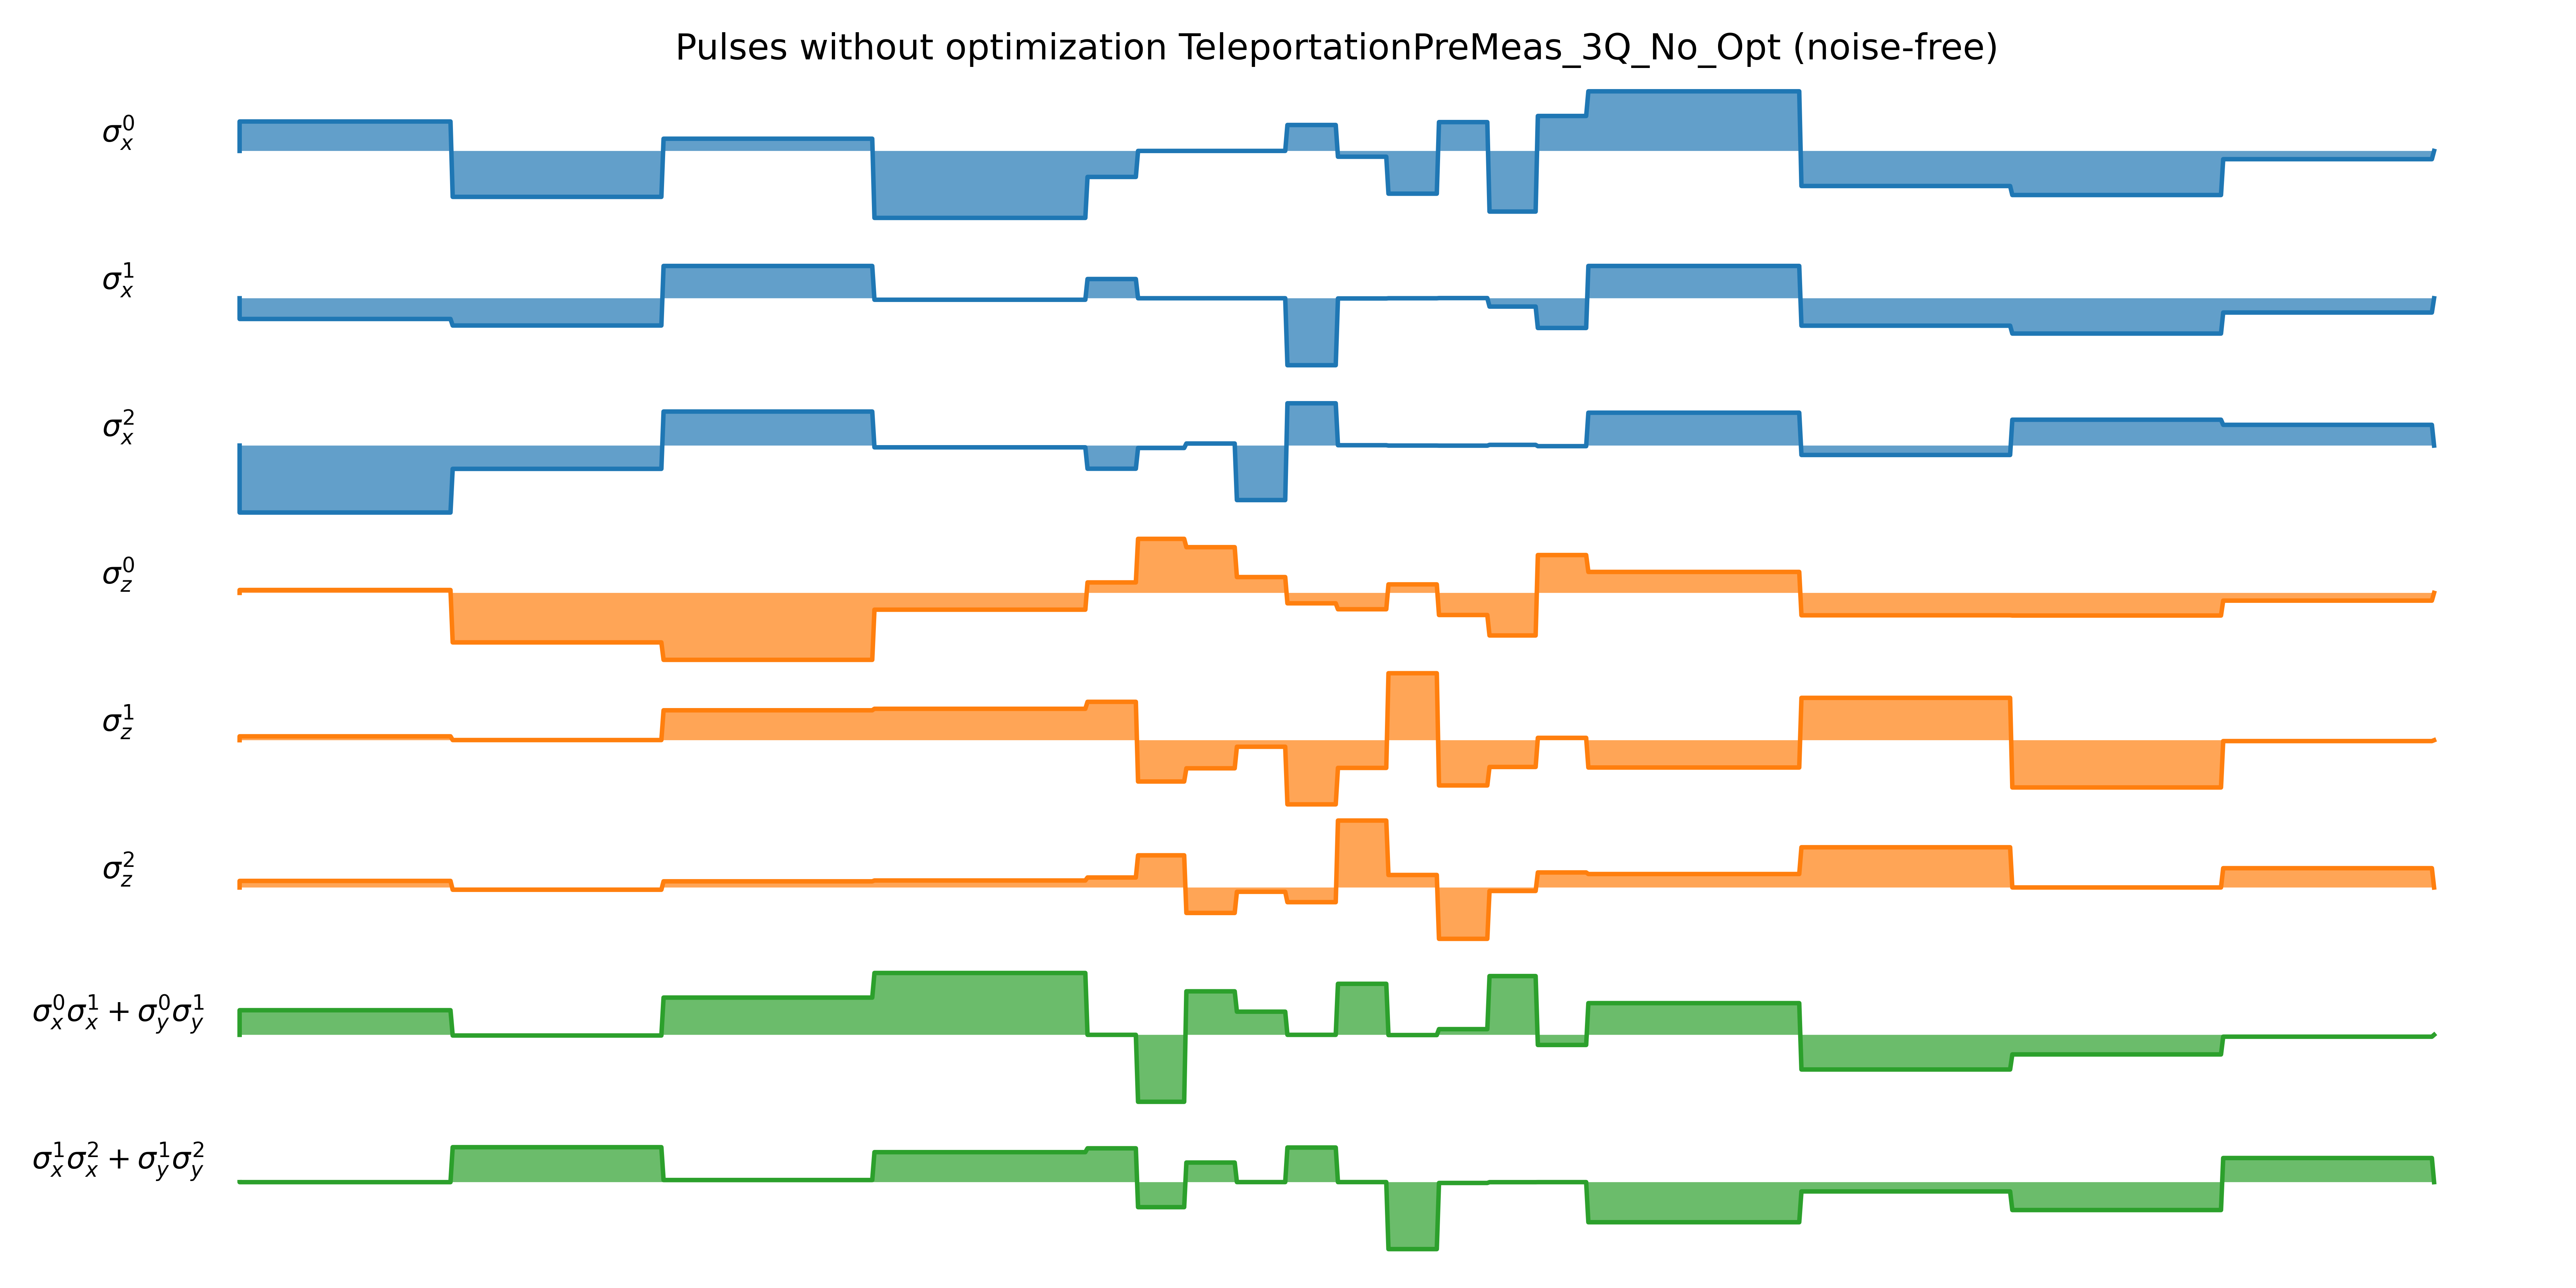 Pulses without optimization TeleportationPreMeas_3Q_No_Opt (noise-free)
σ_x^0
σ_x^1
σ_x^2
σ_z^0
σ_z^1
σ_z^2
σ_x^0σ_x^1 + σ_y^0σ_y^1
σ_x^1σ_x^2 + σ_y^1σ_y^2